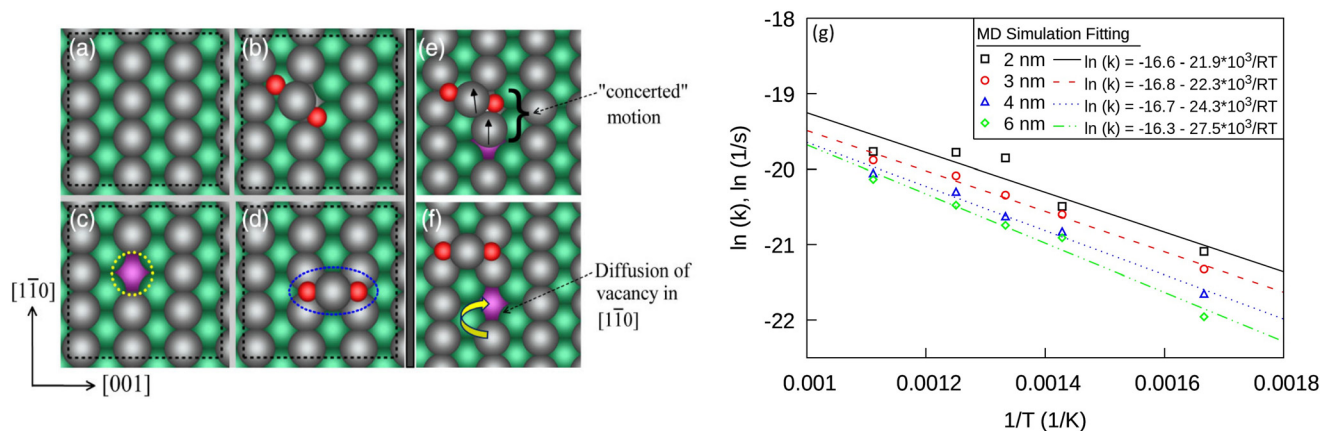 (a)
(b)
(e)
"concerted"
motion
(c)
(d)
(f)
Diffusion of
vacancy in
[11̅0]
[11̅0]
[001]
(g)
MD Simulation Fitting
2 nm ln (k) = -16.6 - 21.9*10³/RT
3 nm ln (k) = -16.8 - 22.3*10³/RT
4 nm ln (k) = -16.7 - 24.3*10³/RT
6 nm ln (k) = -16.3 - 27.5*10³/RT
ln (k), ln (1/s)
-18
-19
-20
-21
-22
0.001 0.0012 0.0014 0.0016 0.0018
1/T (1/K)